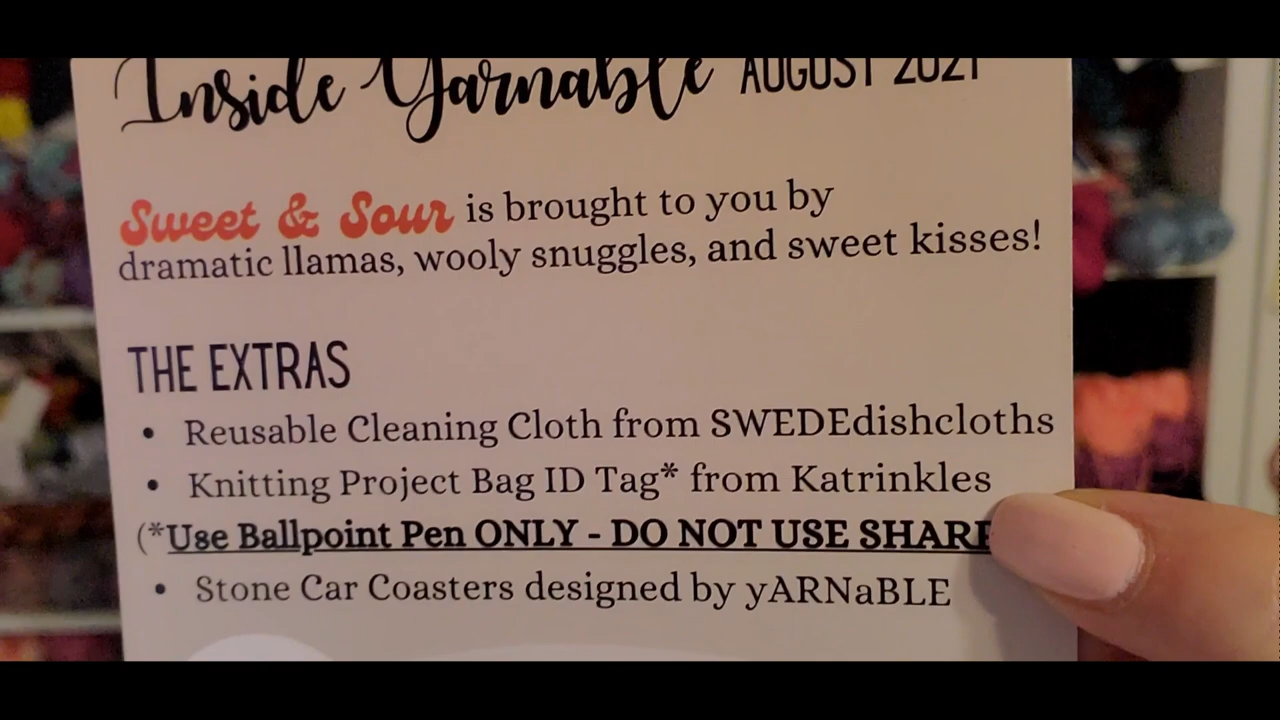 Inside Yarnable AUGUST 2021
Sweet & Sour is brought to you by
dramatic llamas, wooly snuggles, and sweet kisses!
THE EXTRAS
• Reusable Cleaning Cloth from SWEDEdishcloths
• Knitting Project Bag ID Tag* from Katrinkles
(*Use Ballpoint Pen ONLY - DO NOT USE
• Stone Car Coasters designed by yARNaBLE